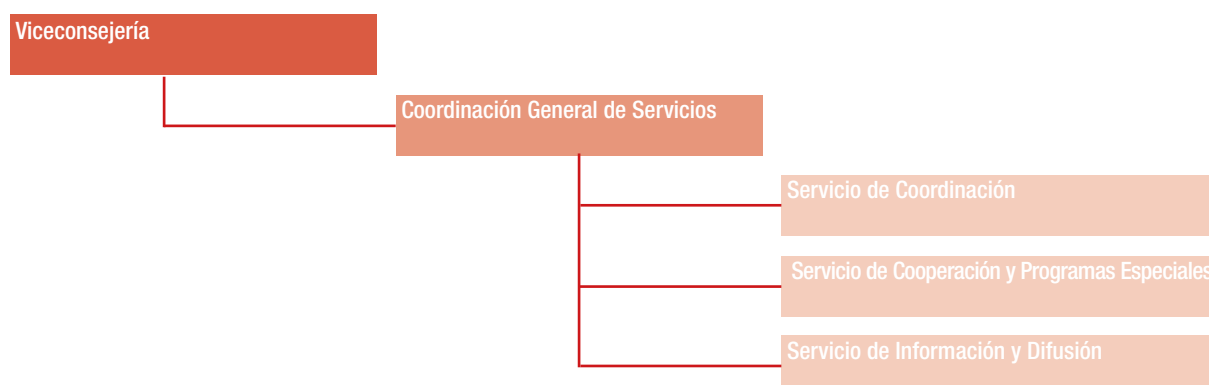 Viceconsejería
Coordinación General de Servicios
Servicio de Coordinación
Servicio de Cooperación y Programas Especiales
Servicio de Información y Difusión